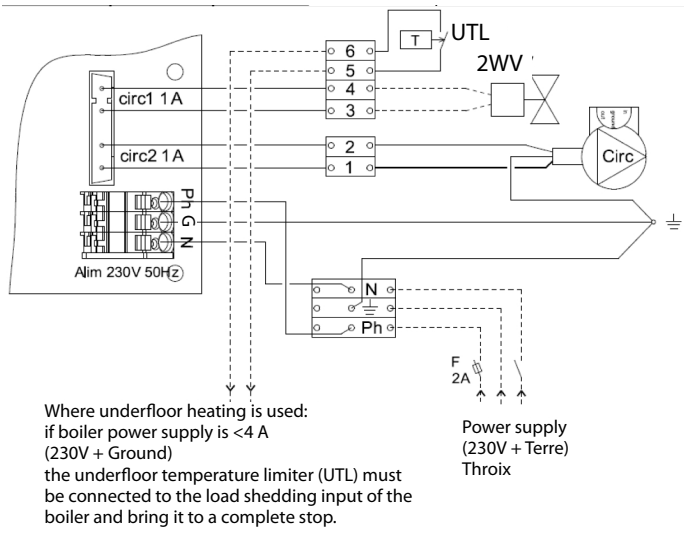 UTL
T
6
5
2WV
circ1 1 A
4
3
circ2 1 A
2
1
Circ
Ph
G
N
Alim 230V 50Hz
N
Ph
F
2A
Where underfloor heating is used:
if boiler power supply is <4 A
(230V + Ground)
the underfloor temperature limiter (UTL) must
be connected to the load shedding input of the
boiler and bring it to a complete stop.
Power supply
(230V + Terre)
Throix